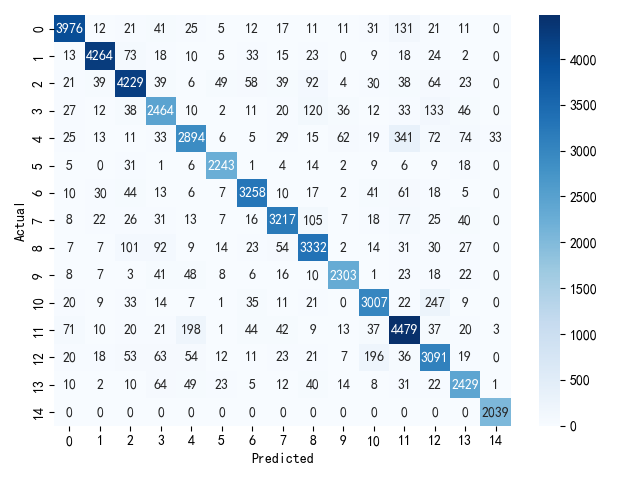 0 3976 12 21 41 25 5 12 17 11 11 31 131 21 11 0
1 13 4264 73 18 10 5 33 15 23 0 9 18 24 2 0
2 21 39 4229 39 6 49 58 39 92 4 30 38 64 23 0
3 27 12 38 2464 10 2 11 20 120 36 12 33 133 46 0
4 25 13 11 33 2894 6 5 29 15 62 19 341 72 74 33
5 5 0 31 1 6 2243 1 4 14 2 9 6 9 18 0
6 10 30 44 13 6 7 3258 10 17 2 41 61 18 5 0
7 8 22 26 31 13 7 16 3217 105 7 18 77 25 40 0
8 7 7 101 92 9 14 23 54 3332 2 14 31 30 27 0
9 8 7 3 41 48 8 6 16 10 2303 1 23 18 22 0
10 20 9 33 14 7 1 35 11 21 0 3007 22 247 9 0
11 71 10 20 21 198 1 44 42 9 13 37 4479 37 20 3
12 20 18 53 63 54 12 11 23 21 7 196 36 3091 19 0
13 10 2 10 64 49 23 5 12 40 14 8 31 22 2429 1
14 0 0 0 0 0 0 0 0 0 0 0 0 0 0 2039
0 1 2 3 4 5 6 7 8 9 10 11 12 13 14
Predicted
Actual
4000
3500
3000
2500
2000
1500
1000
500
0